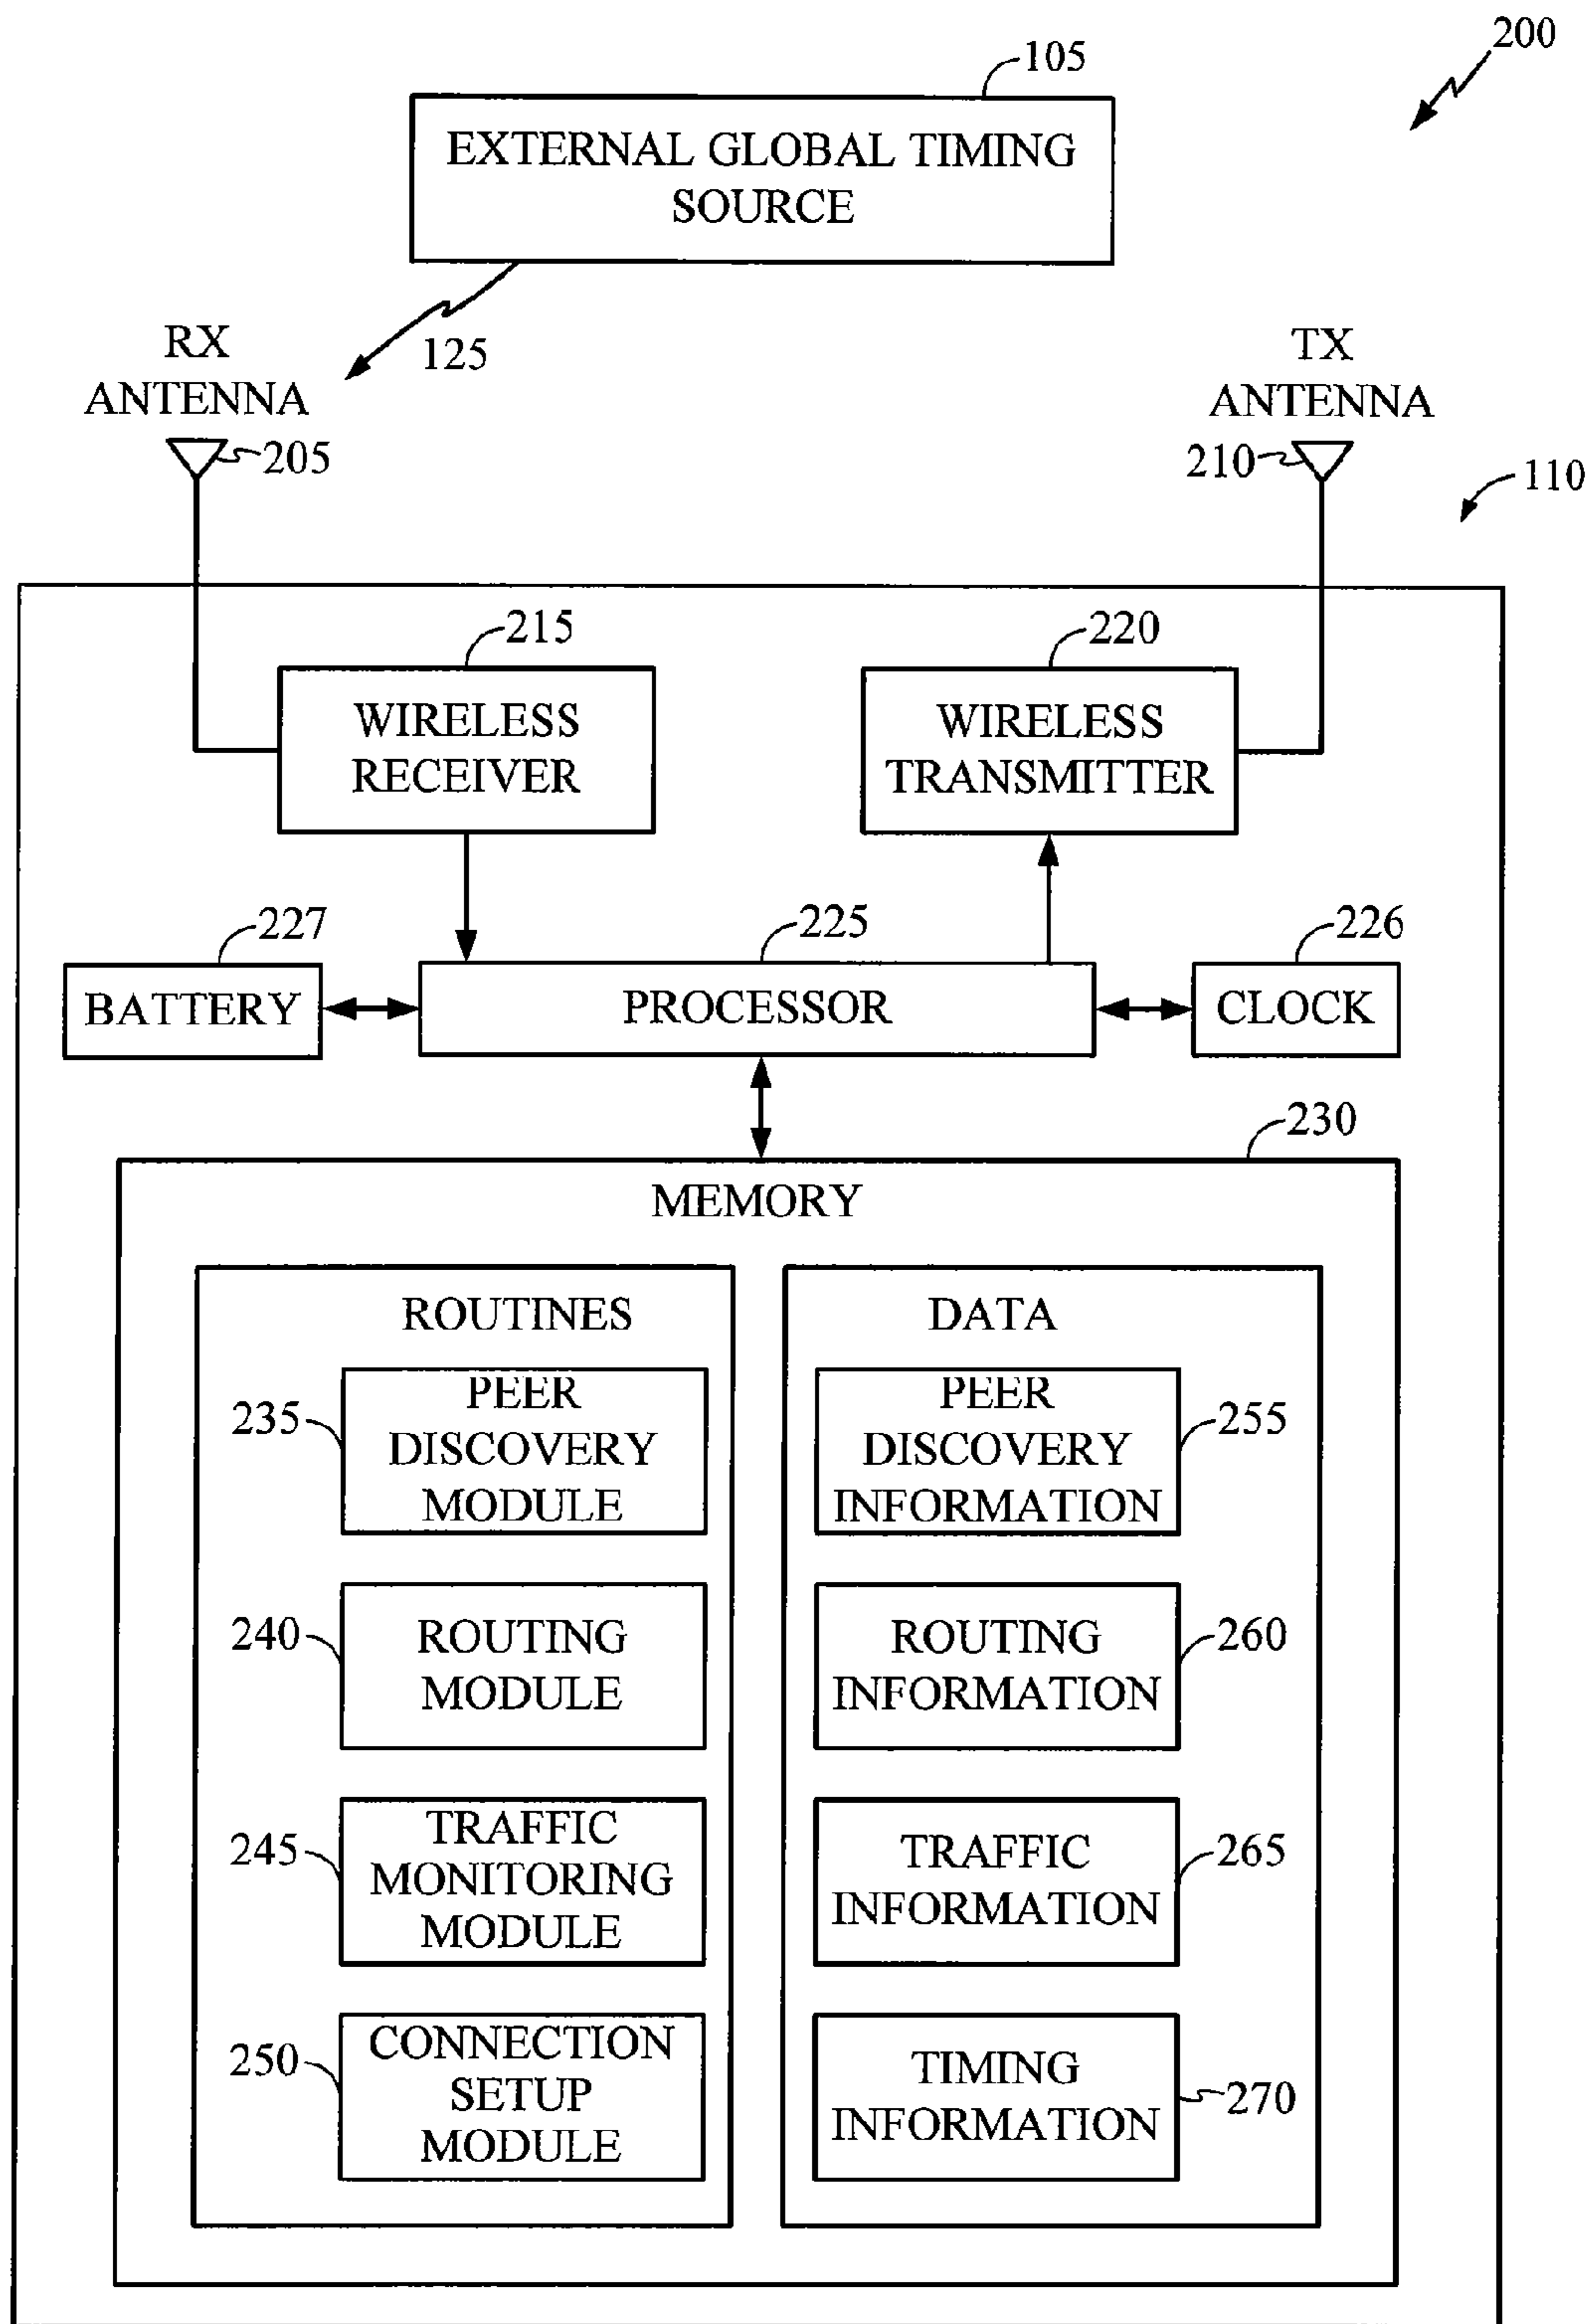 200
105
EXTERNAL GLOBAL TIMING
SOURCE
125
RX
ANTENNA
205
TX
ANTENNA
210
110
215
WIRELESS
RECEIVER
220
WIRELESS
TRANSMITTER
227
BATTERY
225
PROCESSOR
226
CLOCK
230
MEMORY
ROUTINES
235
PEER
DISCOVERY
MODULE
240
ROUTING
MODULE
245
TRAFFIC
MONITORING
MODULE
250
CONNECTION
SETUP
MODULE
DATA
PEER
DISCOVERY
INFORMATION
255
ROUTING
INFORMATION
260
TRAFFIC
INFORMATION
265
TIMING
INFORMATION
270